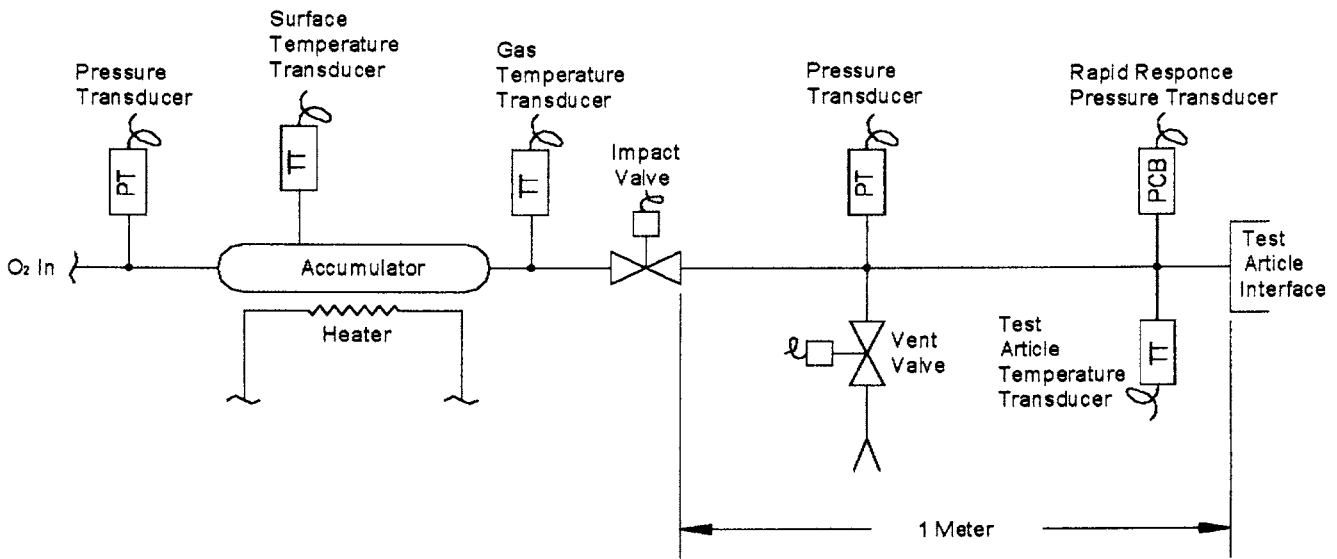 Surface
Temperature
Transducer
Pressure
Transducer
Gas
Temperature
Transducer
Pressure
Transducer
Rapid Responce
Pressure Transducer
Impact
Valve
PT
TT
TT
PT
PCB
O₂ In
Accumulator
Test
Article
Interface
Heater
Vent
Valve
Test
Article
Temperature
Transducer
TT
1 Meter